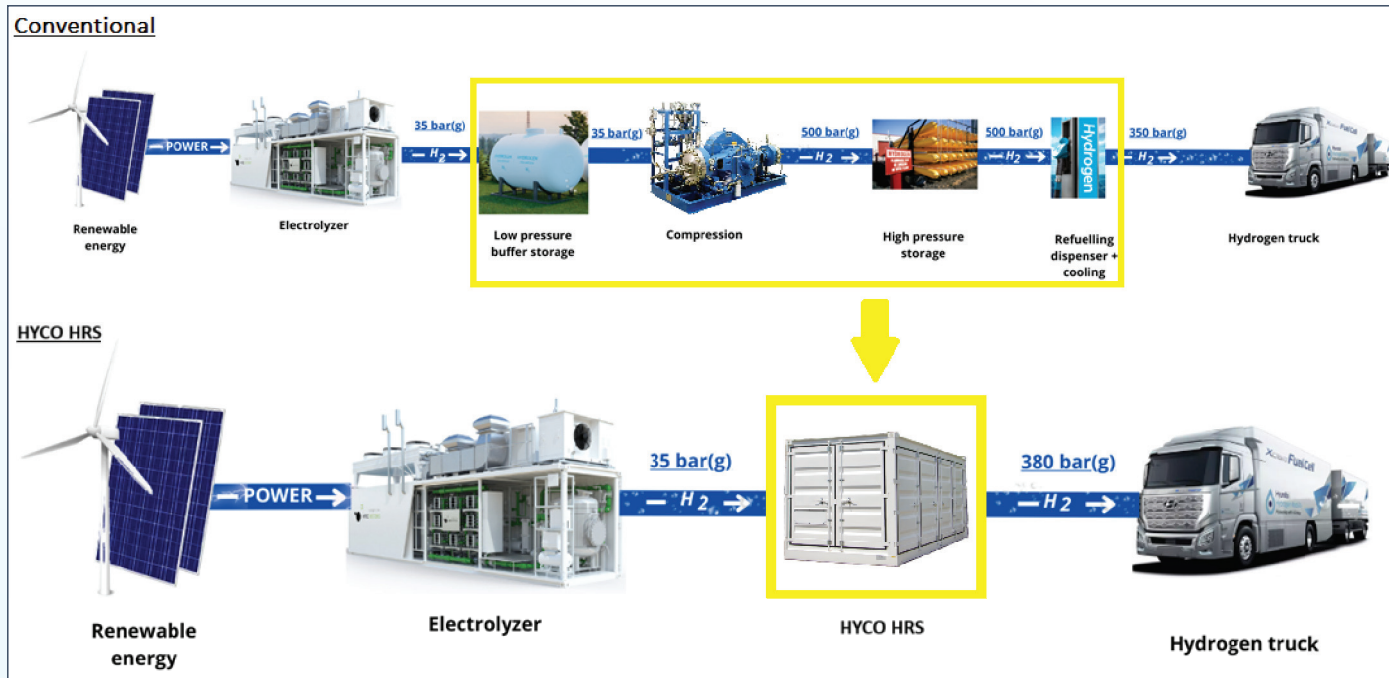 Conventional
35 bar(g)
35 bar(g)
500 bar(g)
500 bar(g)
350 bar(g)
POWER
H2
H2
H2
H2
Hydrogen
FuelCell
Renewable
energy
Electrolyzer
Low pressure
buffer storage
Compression
High pressure
storage
Refuelling
dispenser +
cooling
Hydrogen truck
HYCO HRS
35 bar(g)
380 bar(g)
POWER
H2
H2
FuelCell
Renewable
energy
Electrolyzer
HYCO HRS
Hydrogen truck